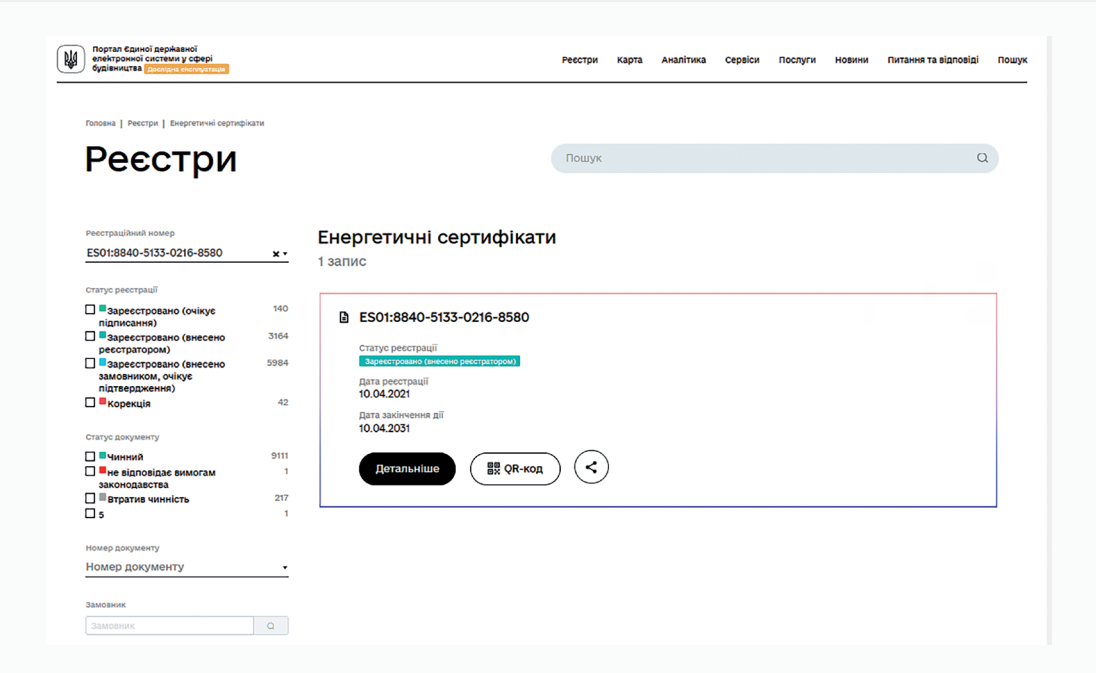 Портал Єдиної державної
електронної системи у сфері
будівництва Дослідна експлуатація
Реєстри Карта Аналітика Сервіси Послуги Новини Питання та відповіді Пошук
Головна | Реєстри | Енергетичні сертифікати
Реєстри
Пошук
Реєстраційний номер
ES01:8840-5133-0216-8580
Статус реєстрації
Зареєстровано (очікує 140
підписання)
Зареєстровано (внесено 3164
реєстратором)
Зареєстровано (внесено 5984
замовником, очікує
підтвердження)
Корекція 42
Статус документу
Чинний 9111
не відповідає вимогам 1
законодавства
Втратив чинність 217
5 1
Номер документу
Номер документу
Замовник
Замовник
Енергетичні сертифікати
1 запис
ES01:8840-5133-0216-8580
Статус реєстрації
Зареєстровано (внесено реєстратором)
Дата реєстрації
10.04.2021
Дата закінчення дії
10.04.2031
Детальніше QR-код